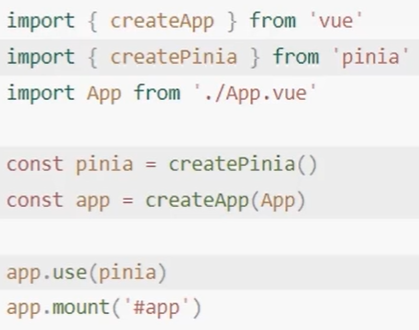 import { createApp } from 'vue'
import { createPinia } from 'pinia'
import App from './App.vue'
const pinia = createPinia()
const app = createApp(App)
app.use(pinia)
app.mount('#app')